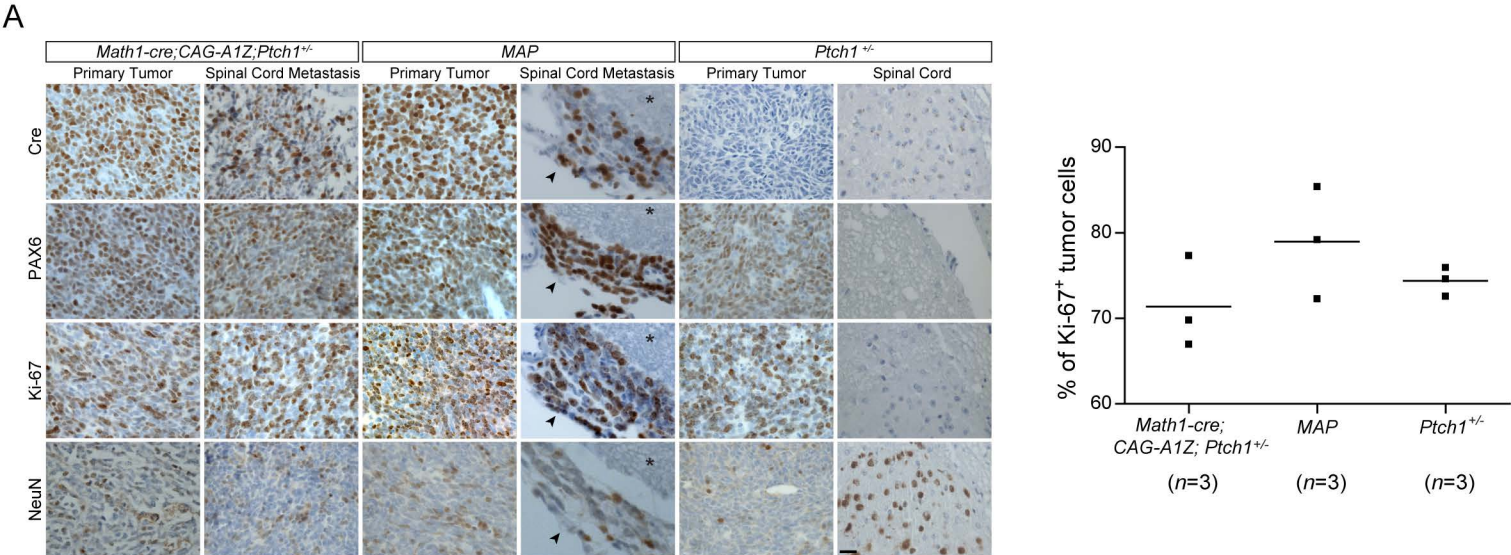 A
Math1-cre;CAG-A1Z;Ptch1+/- MAP Ptch1 +/-
Primary Tumor Spinal Cord Metastasis Primary Tumor Spinal Cord Metastasis Primary Tumor Spinal Cord
Cre
*
PAX6
*
Ki-67
*
NeuN
*
% of Ki-67+ tumor cells
90
80
70
60
Math1-cre; MAP Ptch1+/-
CAG-A1Z; Ptch1+/-
(n=3) (n=3) (n=3)